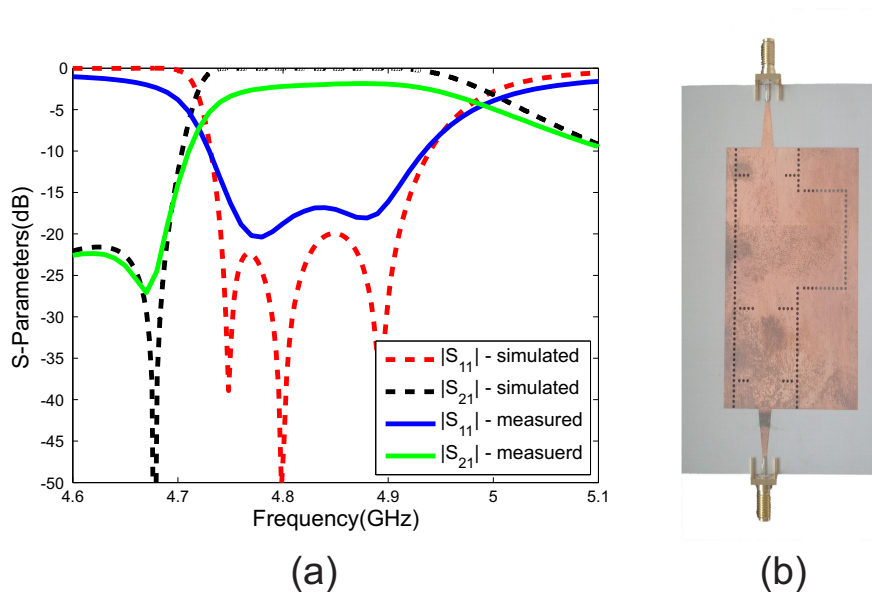 0
-5
-10
-15
-20
-25
-30
-35
-40
-45
-50
S-Parameters(dB)
|S11| - simulated
|S21| - simulated
|S11| - measured
|S21| - measuerd
4.6 4.7 4.8 4.9 5 5.1
Frequency(GHz)
(a) (b)